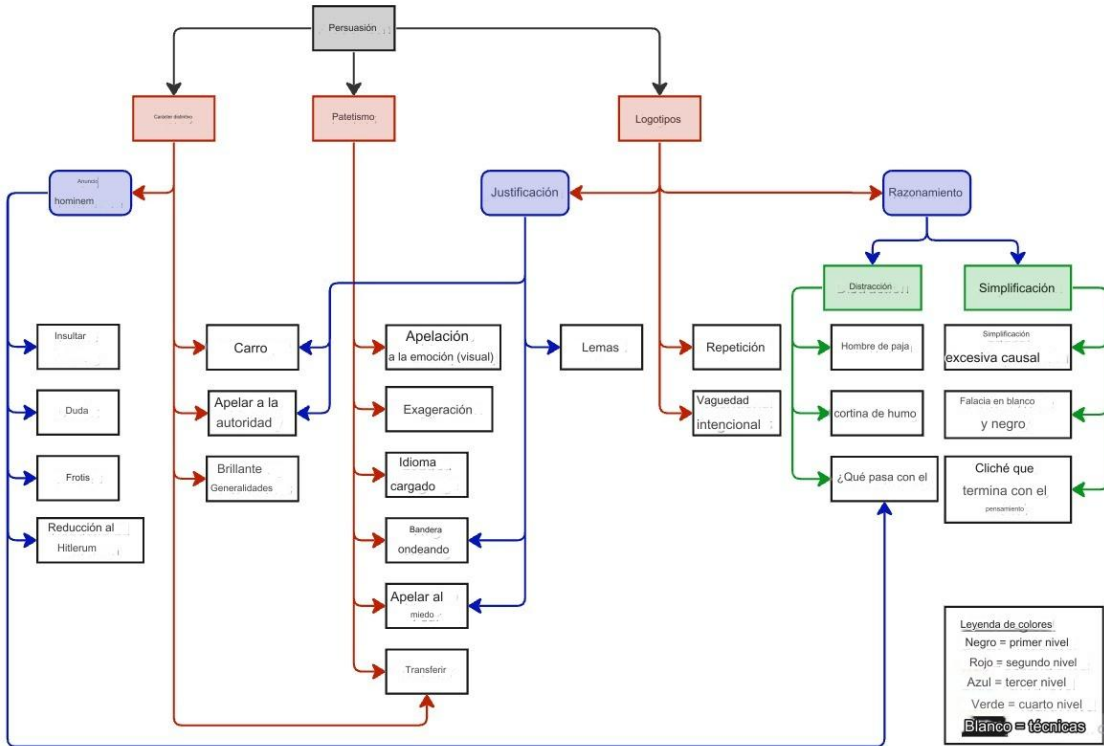 Persuasión
Carácter distintivo
Patetismo
Logotipos
Anuncio
hominem
Justificación
Razonamiento
Distracción
Simplificación
Insultar
Carro
Apelación
a la emoción (visual)
Lemas
Repetición
Hombre de paja
Simplificación
excesiva causal
Duda
Apelar a la
autoridad
Exageración
Vaguedad
intencional
cortina de humo
Falacia en blanco
y negro
Frotis
Brillante
Generalidades
Idioma
cargado
¿Qué pasa con el
Cliché que
termina con el
pensamiento
Reducción al
Hitlerum
Bandera
ondeando
Apelar al
miedo
Transferir
Leyenda de colores
Negro = primer nivel
Rojo = segundo nivel
Azul = tercer nivel
Verde = cuarto nivel
Blanco = técnicas